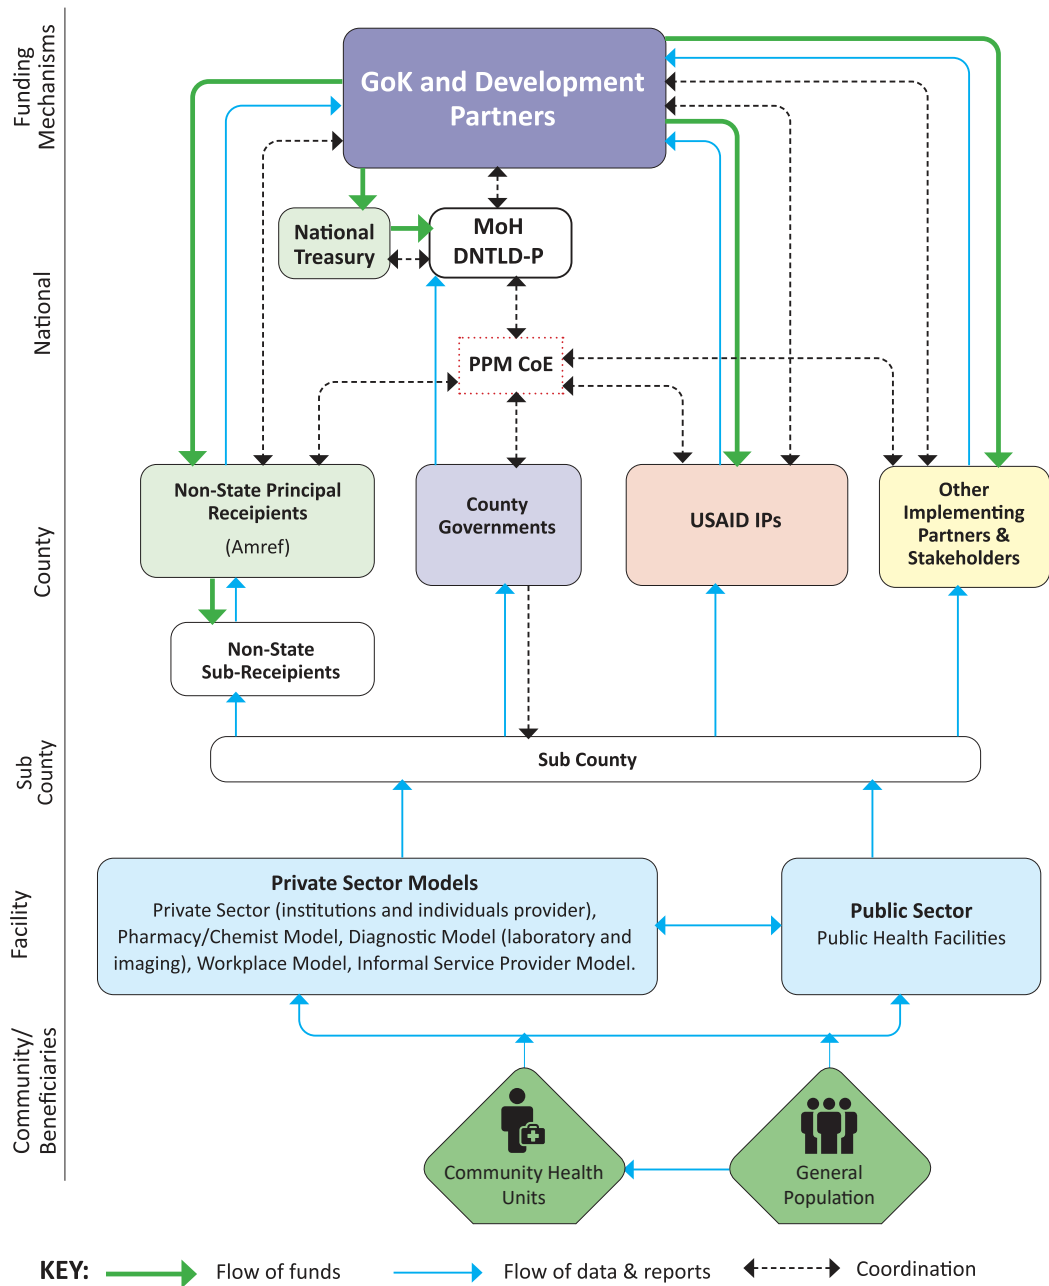 Funding
Mechanisms
GoK and Development
Partners
National
National
Treasury
MoH
DNTLD-P
PPM CoE
County
Non-State Principal
Receipients
(Amref)
County
Governments
USAID IPs
Other
Implementing
Partners &
Stakeholders
Non-State
Sub-Receipients
Sub
County
Sub County
Facility
Private Sector Models
Private Sector (institutions and individuals provider),
Pharmacy/Chemist Model, Diagnostic Model (laboratory and
imaging), Workplace Model, Informal Service Provider Model.
Public Sector
Public Health Facilities
Community/
Beneficiaries
Community Health
Units
General
Population
KEY:
Flow of funds
Flow of data & reports
Coordination